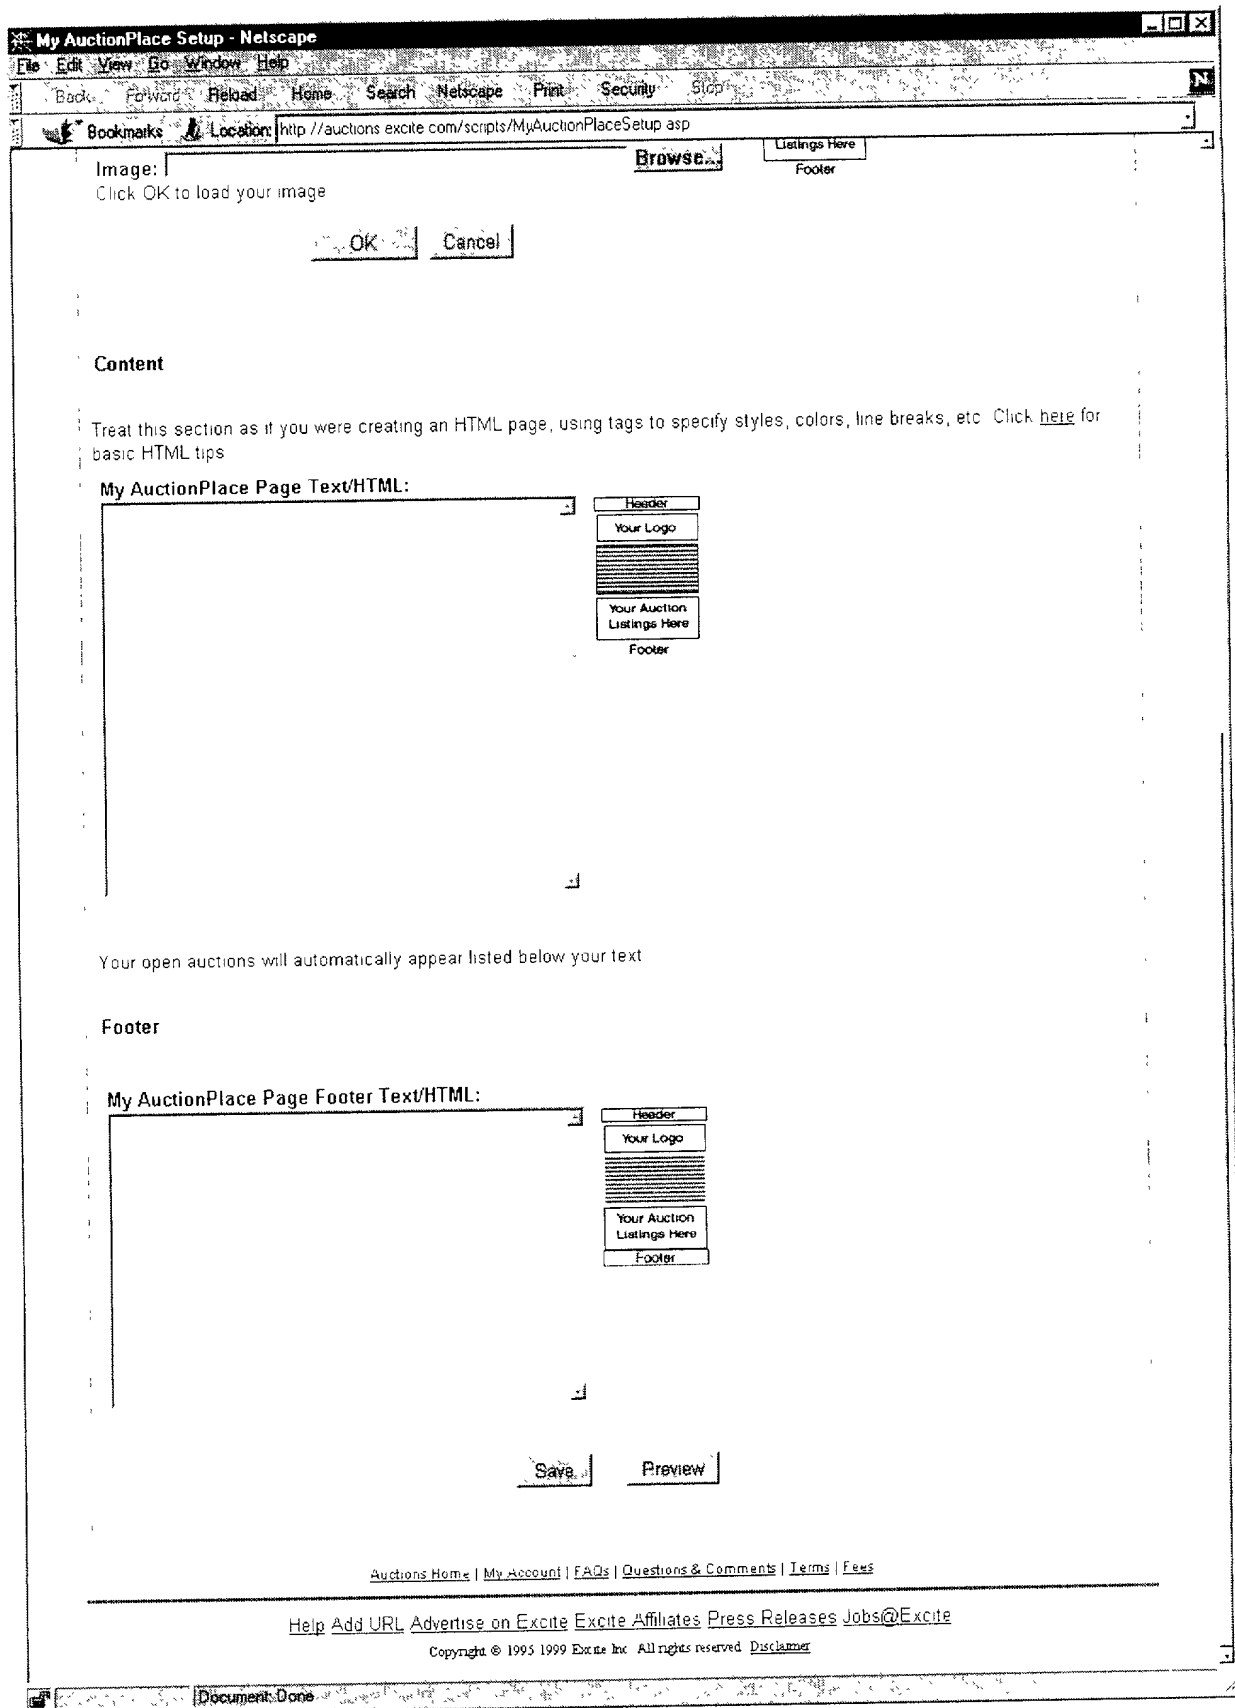 My AuctionPlace Setup - Netscape
File Edit View Go Window Help
Back Forward Reload Home Search Netscape Print Security Stop
N
Bookmarks Location: http //auctions excite com/scripts/MyAuctionPlaceSetup asp
Image: Browse... Listings Here
Footer
Click OK to load your image
OK Cancel
Content
Treat this section as if you were creating an HTML page, using tags to specify styles, colors, line breaks, etc Click here for
basic HTML tips
My AuctionPlace Page Text/HTML:
Header
Your Logo
Your Auction
Listings Here
Footer
Your open auctions will automatically appear listed below your text
Footer
My AuctionPlace Page Footer Text/HTML:
Header
Your Logo
Your Auction
Listings Here
Footer
Save Preview
Auctions Home | My Account | FAQs | Questions & Comments | Terms | Fees
Help Add URL Advertise on Excite Excite Affiliates Press Releases Jobs@Excite
Copyright © 1995 1999 Excite Inc All rights reserved Disclaimer
Document: Done